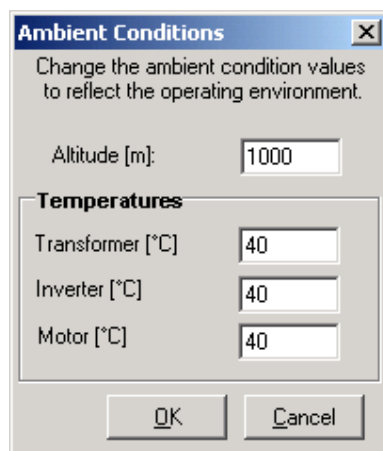 Ambient Conditions
Change the ambient condition values
to reflect the operating environment.
Altitude [m]: 1000
Temperatures
Transformer [°C] 40
Inverter [°C] 40
Motor [°C] 40
OK Cancel